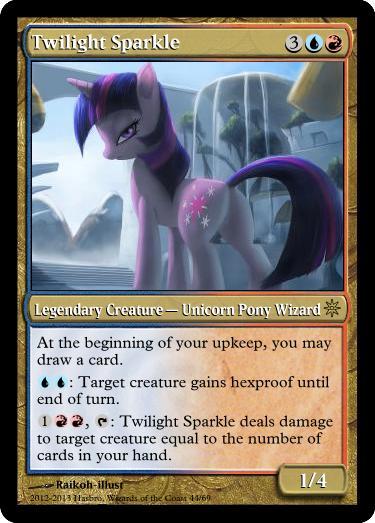 Twilight Sparkle 3
Legendary Creature — Unicorn Pony Wizard
At the beginning of your upkeep, you may
draw a card.
: Target creature gains hexproof until
end of turn.
1 , : Twilight Sparkle deals damage
to target creature equal to the number of
cards in your hand.
Raikoh-illust
2012-2013 Hasbro, Wizards of the Coast 44/69
1/4